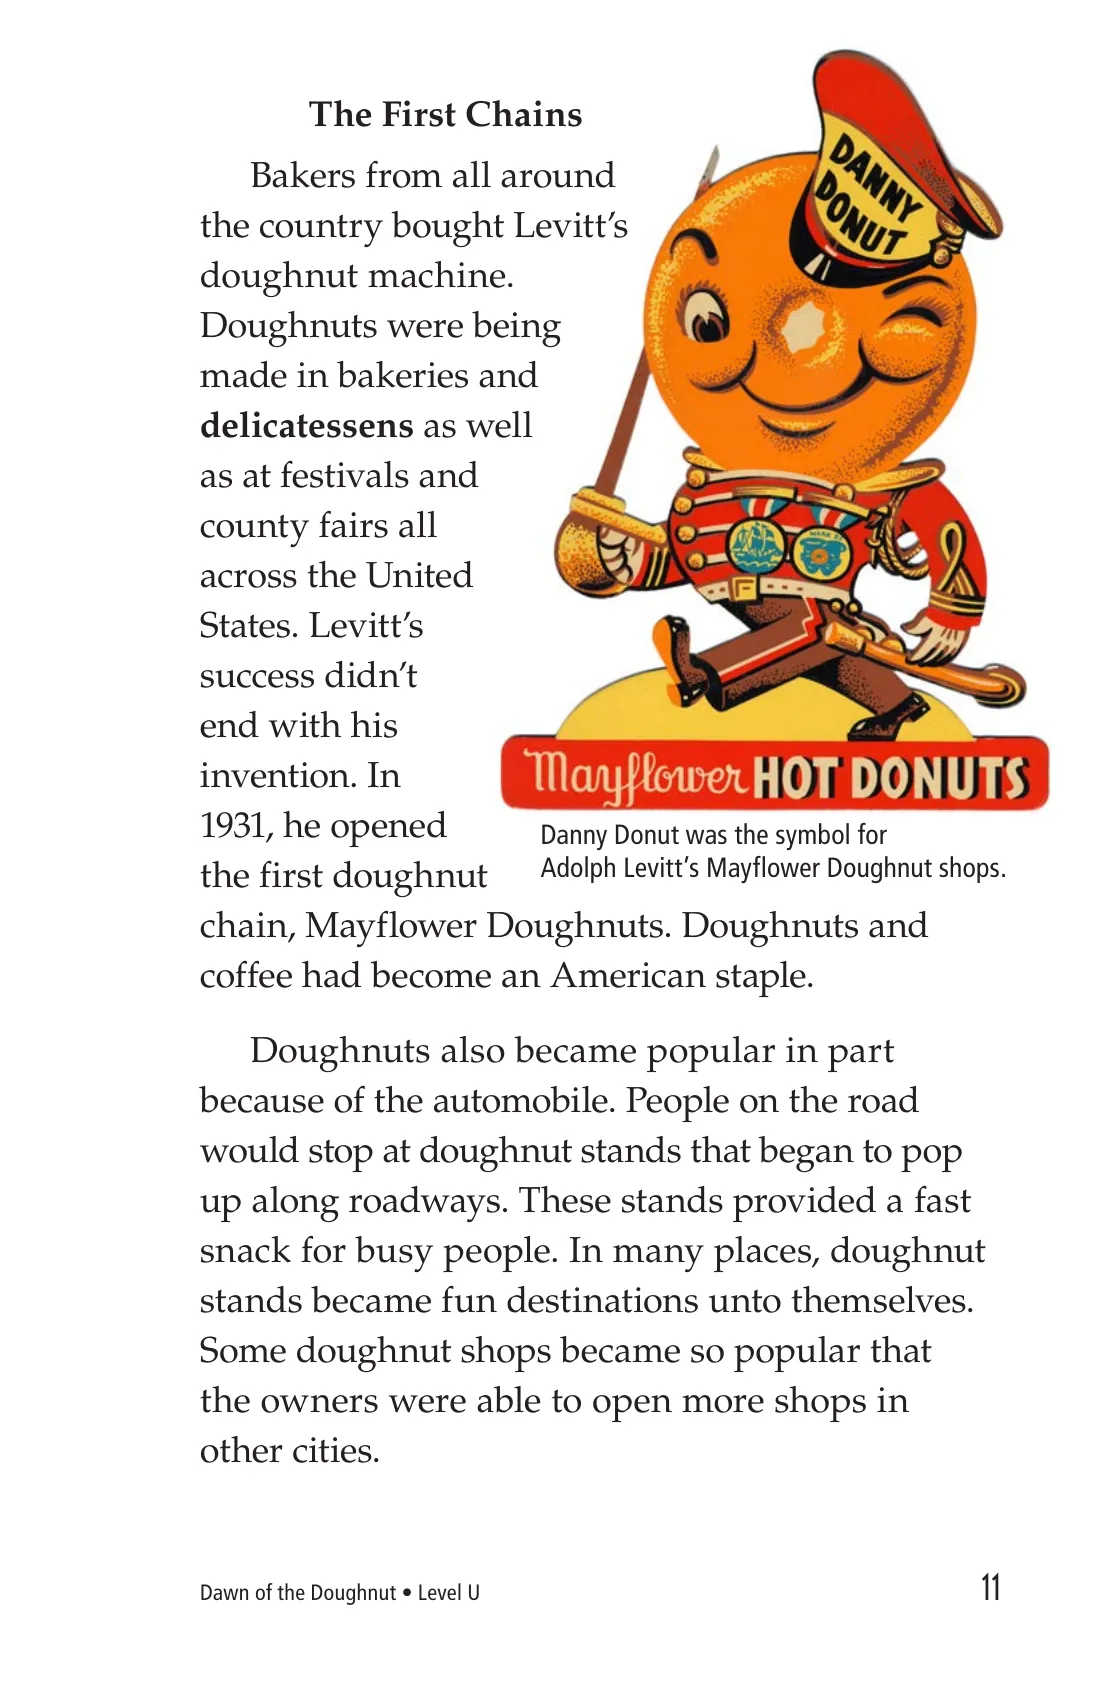 The First Chains
Bakers from all around
the country bought Levitt’s
doughnut machine.
Doughnuts were being
made in bakeries and
delicatessens as well
as at festivals and
county fairs all
across the United
States. Levitt’s
success didn’t
end with his
invention. In
1931, he opened
the first doughnut
chain, Mayflower Doughnuts. Doughnuts and
coffee had become an American staple.
DANNY
DONUT
Mayflower HOT DONUTS
Danny Donut was the symbol for
Adolph Levitt’s Mayflower Doughnut shops.
Doughnuts also became popular in part
because of the automobile. People on the road
would stop at doughnut stands that began to pop
up along roadways. These stands provided a fast
snack for busy people. In many places, doughnut
stands became fun destinations unto themselves.
Some doughnut shops became so popular that
the owners were able to open more shops in
other cities.
Dawn of the Doughnut • Level U
11